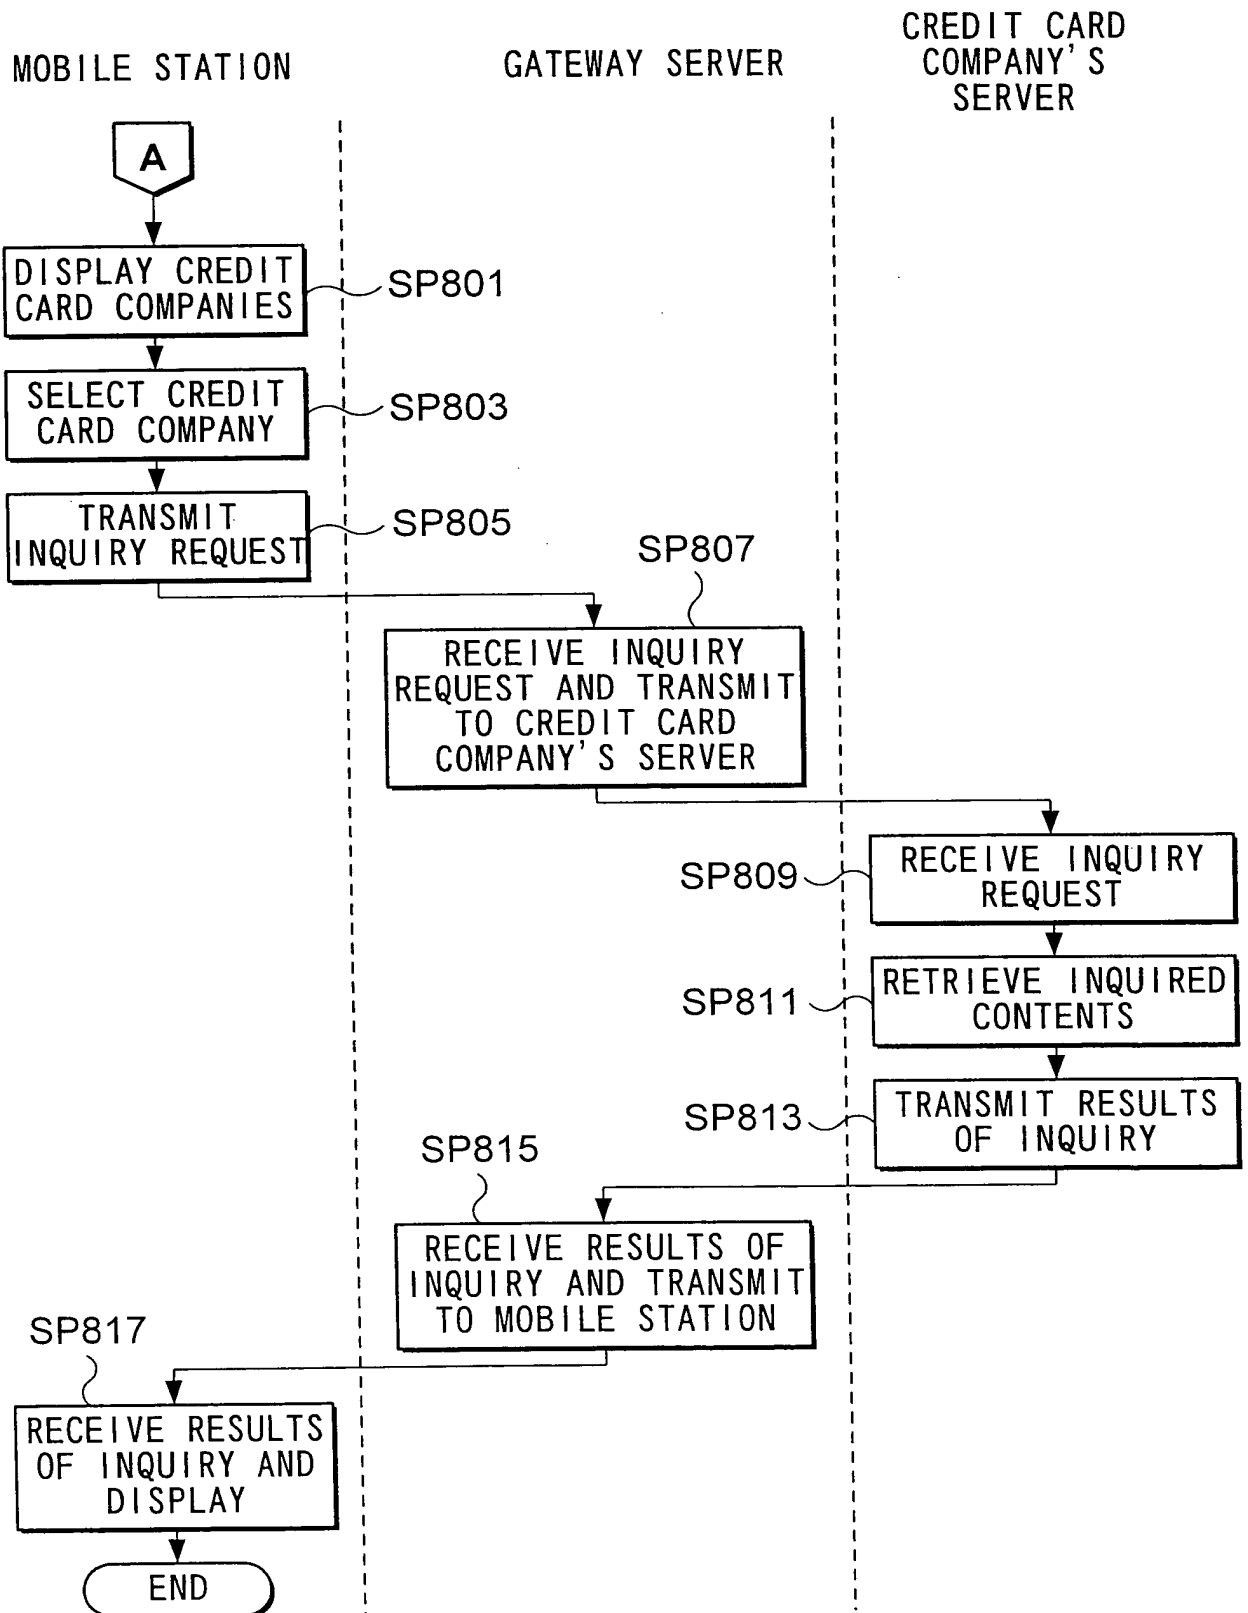 MOBILE STATION
GATEWAY SERVER
CREDIT CARD
COMPANY'S
SERVER
A
DISPLAY CREDIT
CARD COMPANIES
SP801
SELECT CREDIT
CARD COMPANY
SP803
TRANSMIT
INQUIRY REQUEST
SP805
SP807
RECEIVE INQUIRY
REQUEST AND TRANSMIT
TO CREDIT CARD
COMPANY'S SERVER
SP809
RECEIVE INQUIRY
REQUEST
SP811
RETRIEVE INQUIRED
CONTENTS
SP813
TRANSMIT RESULTS
OF INQUIRY
SP815
RECEIVE RESULTS OF
INQUIRY AND TRANSMIT
TO MOBILE STATION
SP817
RECEIVE RESULTS
OF INQUIRY AND
DISPLAY
END